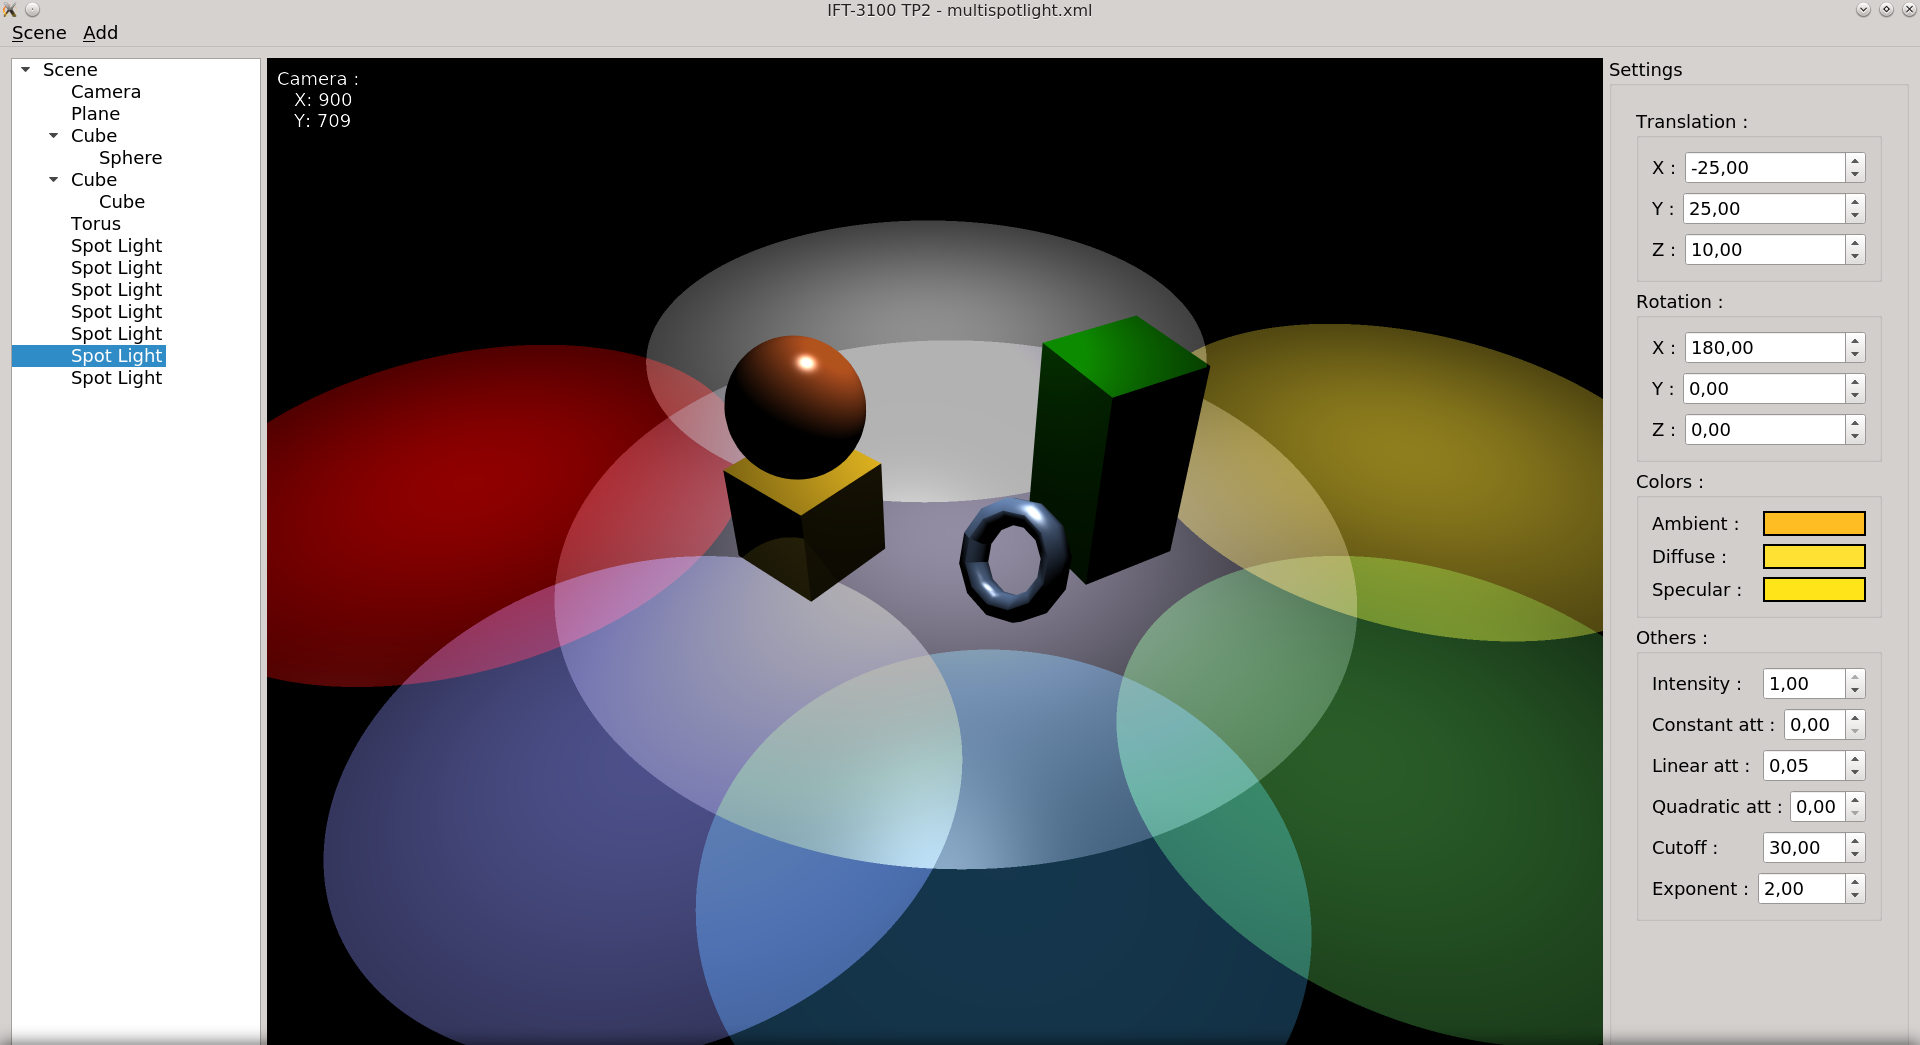 IFT-3100 TP2 - multispotlight.xml
Scene Add
Scene
Camera
Plane
Cube
Sphere
Cube
Cube
Torus
Spot Light
Spot Light
Spot Light
Spot Light
Spot Light
Spot Light
Spot Light
Camera :
X: 900
Y: 709
Settings
Translation :
X : -25,00
Y : 25,00
Z : 10,00
Rotation :
X : 180,00
Y : 0,00
Z : 0,00
Colors :
Ambient :
Diffuse :
Specular :
Others :
Intensity : 1,00
Constant att : 0,00
Linear att : 0,05
Quadratic att : 0,00
Cutoff : 30,00
Exponent : 2,00